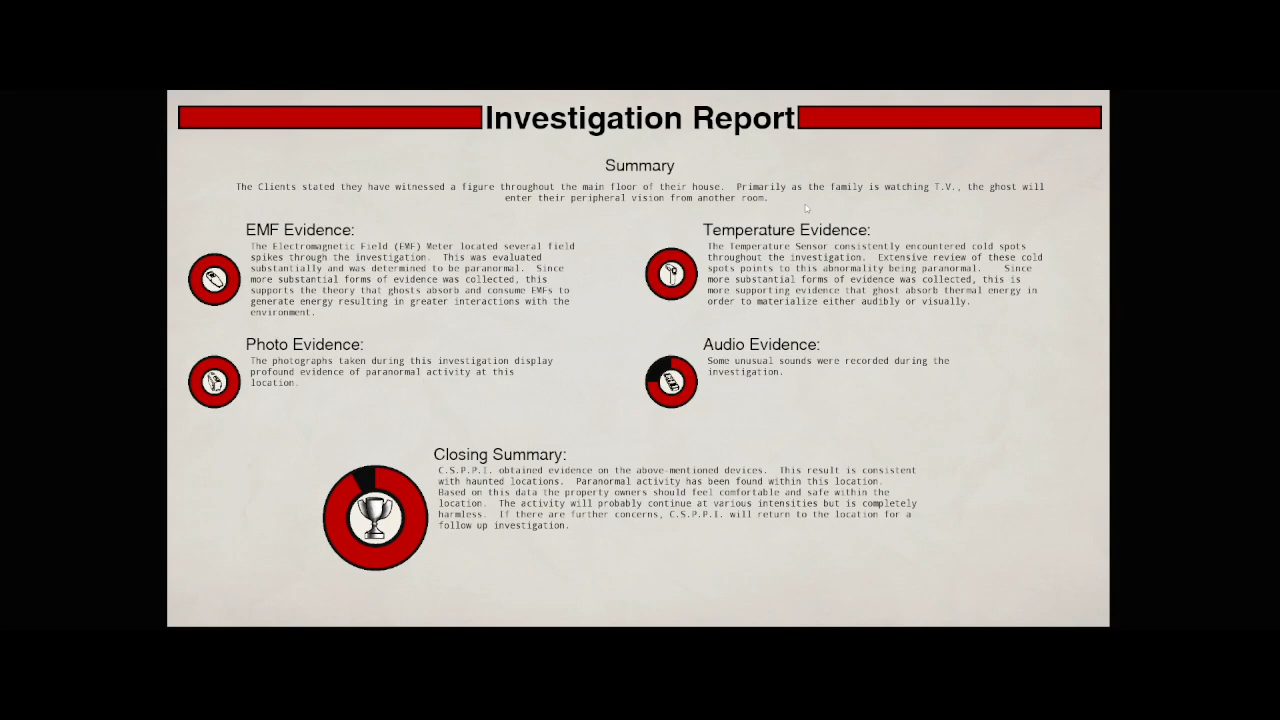 Investigation Report
Summary
The Clients stated they have witnessed a figure throughout the main floor of their house.  Primarily as the family is watching T.V., the ghost will
enter their peripheral vision from another room.
EMF Evidence:
The Electromagnetic Field (EMF) Meter located several field
spikes through the investigation.  This was evaluated
substantially and was determined to be paranormal.  Since
more substantial forms of evidence was collected, this
supports the theory that ghosts absorb and consume EMFs to
generate energy resulting in greater interactions with the
environment.
Temperature Evidence:
The Temperature Sensor consistently encountered cold spots
throughout the investigation.  Extensive review of these cold
spots points to this abnormality being paranormal.    Since
more substantial forms of evidence was collected, this is
more supporting evidence that ghost absorb thermal energy in
order to materialize either audibly or visually.
Photo Evidence:
The photographs taken during this investigation display
profound evidence of paranormal activity at this
location.
Audio Evidence:
Some unusual sounds were recorded during the
investigation.
Closing Summary:
C.S.P.P.I. obtained evidence on the above-mentioned devices.  This result is consistent
with haunted locations.  Paranormal activity has been found within this location.
Based on this data the property owners should feel comfortable and safe within the
location.  The activity will probably continue at various intensities but is completely
harmless.  If there are further concerns, C.S.P.P.I. will return to the location for a
follow up investigation.